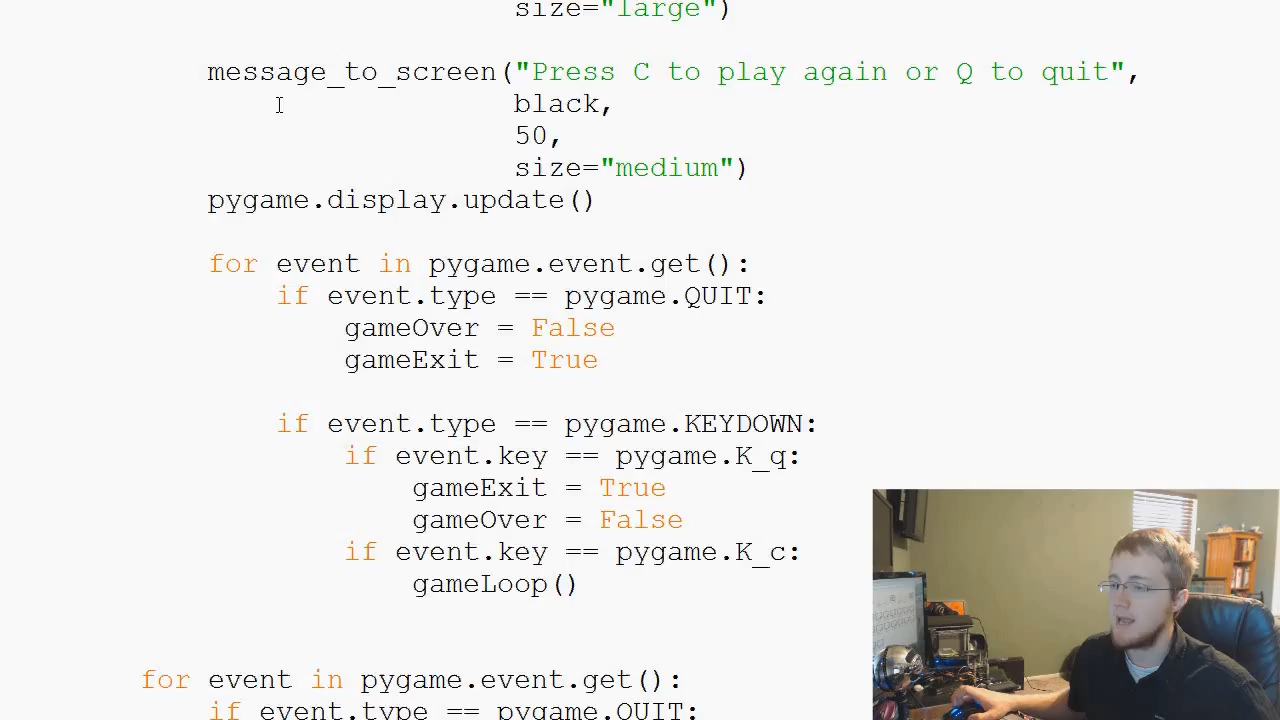 size="large")
message_to_screen("Press C to play again or Q to quit",
black,
50,
size="medium")
pygame.display.update()
for event in pygame.event.get():
if event.type == pygame.QUIT:
gameOver = False
gameExit = True
if event.type == pygame.KEYDOWN:
if event.key == pygame.K_q:
gameExit = True
gameOver = False
if event.key == pygame.K_c:
gameLoop()
for event in pygame.event.get():
if event.type == pygame.QUIT: